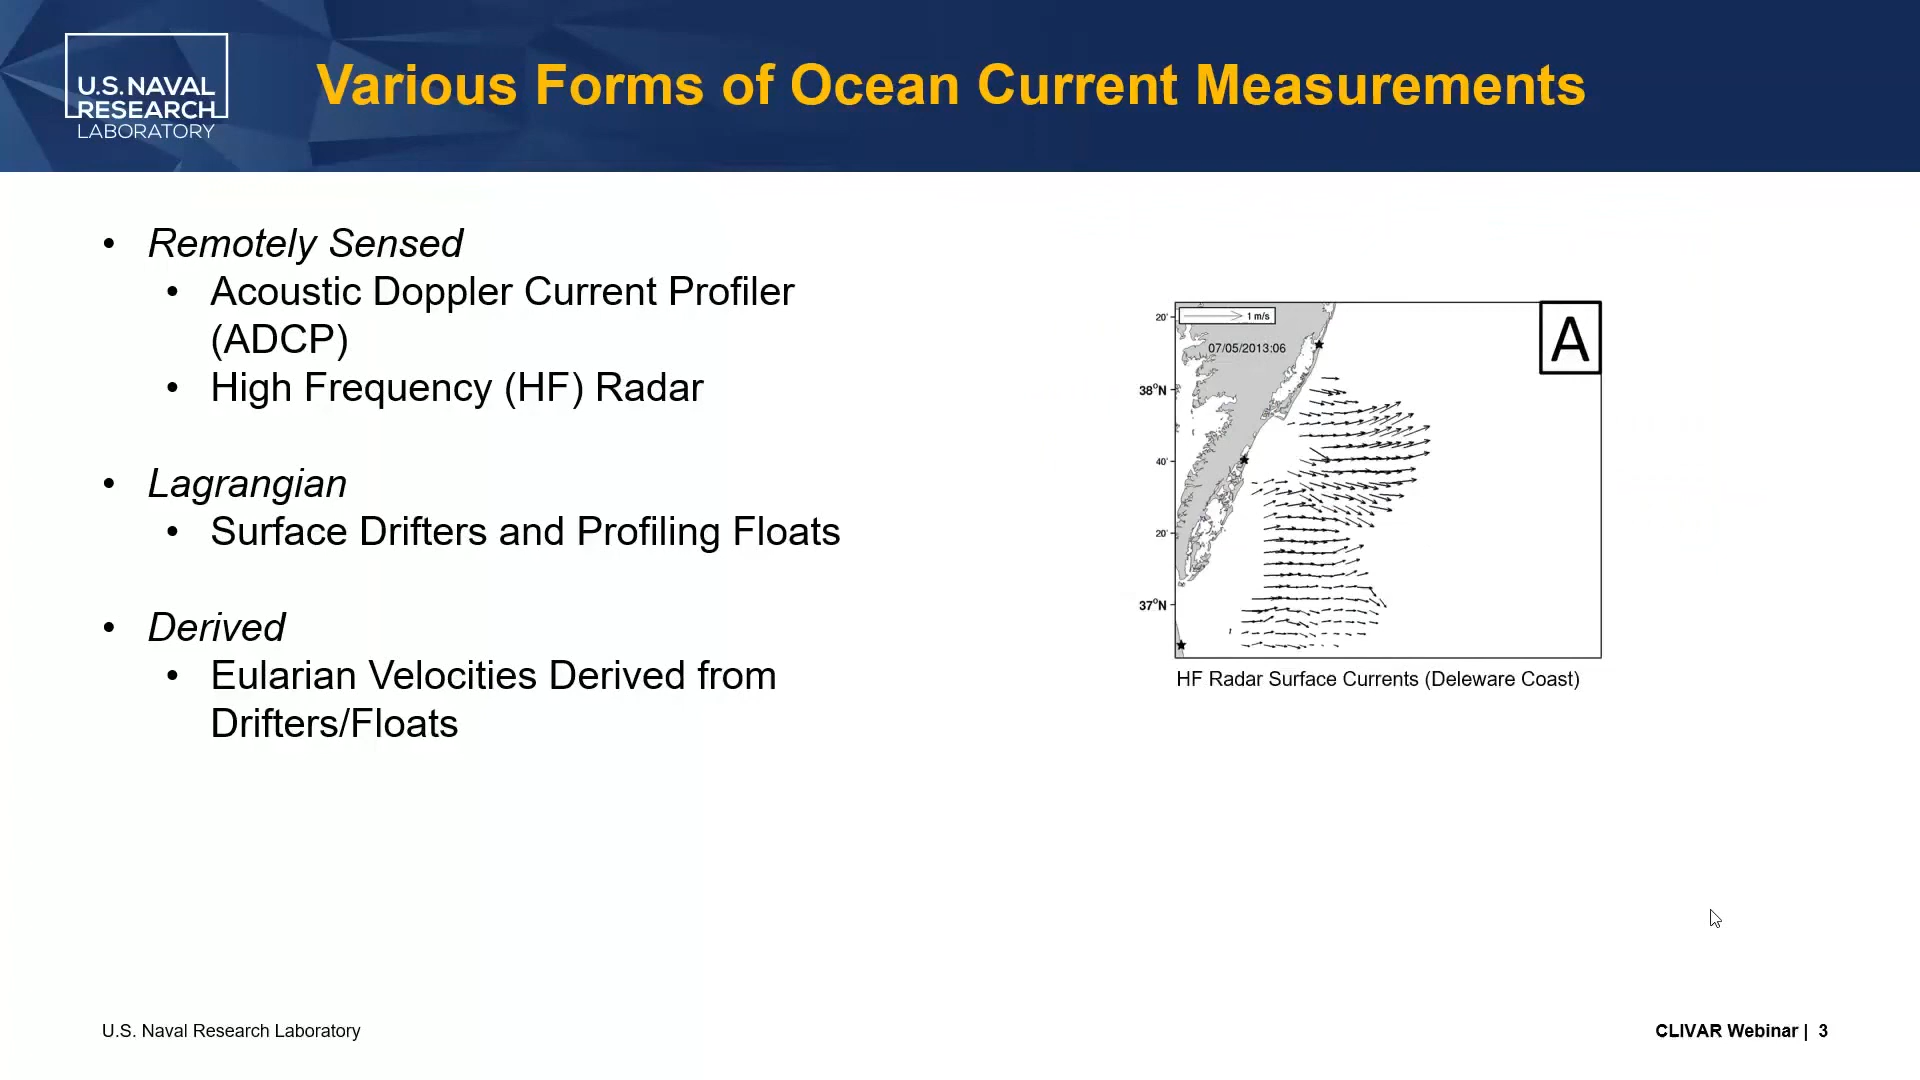 U.S. NAVAL
RESEARCH
LABORATORY
Various Forms of Ocean Current Measurements
• Remotely Sensed
• Acoustic Doppler Current Profiler
(ADCP)
• High Frequency (HF) Radar
• Lagrangian
• Surface Drifters and Profiling Floats
• Derived
• Eularian Velocities Derived from
Drifters/Floats
1 m/s
A
20'
07/05/2013:06
38°N
40'
20'
37°N
HF Radar Surface Currents (Deleware Coast)
U.S. Naval Research Laboratory
CLIVAR Webinar | 3